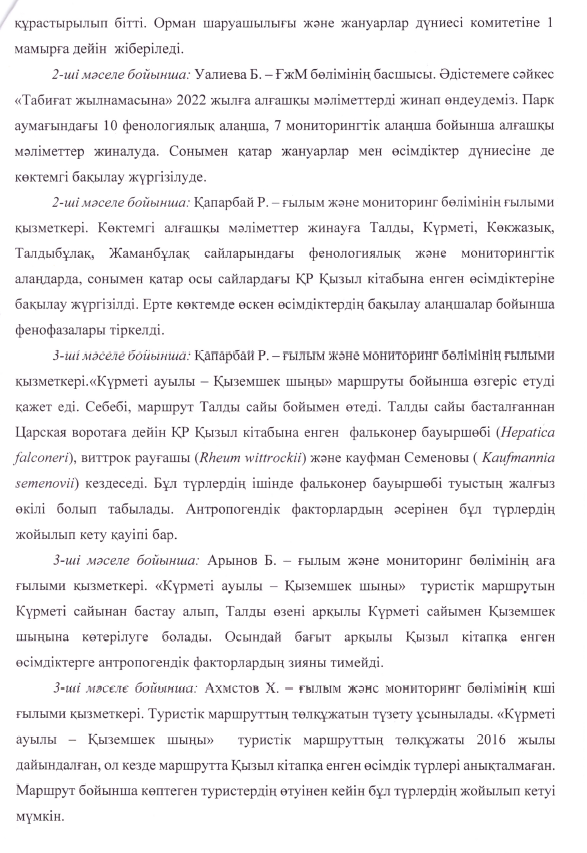 құрастырылып бітті. Орман шаруашылығы және жануарлар дүниесі комитетіне 1
мамырға дейін жіберіледі.
2-ші мәселе бойынша: Уалиева Б. – ҒжМ бөлімінің басшысы. Әдістемеге сәйкес
«Табиғат жылнамасына» 2022 жылға алғашқы мәліметтерді жинап өндеудеміз. Парк
аумағындағы 10 фенологиялық алаңша, 7 мониторингтік алаңша бойынша алғашқы
мәліметтер жиналуда. Сонымен қатар жануарлар мен өсімдіктер дүниесіне де
көктемгі бақылау жүргізілуде.
2-ші мәселе бойынша: Қапарбай Р. – ғылым және мониторинг бөлімінің ғылыми
қызметкері. Көктемгі алғашқы мәліметтер жинауға Талды, Күрметі, Көкжазық,
Талдыбұлақ, Жаманбұлақ сайларындағы фенологиялық және мониторингтік
алаңдарда, сонымен қатар осы сайлардағы ҚР Қызыл кітабына енген өсімдіктеріне
бақылау жүргізілді. Ерте көктемде өскен өсімдіктердің бақылау алаңшалар бойынша
фенофазалары тіркелді.
3-ші мәселе бойынша: Қапарбай Р. – ғылым және мониторинг бөлімінің ғылыми
қызметкері.«Күрметі ауылы – Қыземшек шыңы» маршруты бойынша өзгеріс етуді
қажет еді. Себебі, маршрут Талды сайы бойымен өтеді. Талды сайы басталғаннан
Царская воротаға дейін ҚР Қызыл кітабына енген фальконер бауыршөбі (Hepatica
falconeri), виттрок рауғашы (Rheum wittrockii) және кауфман Семеновы ( Kaufmannia
semenovii) кездеседі. Бұл түрлердің ішінде фальконер бауыршөбі туыстың жалғыз
өкілі болып табылады. Антропогендік факторлардың әсерінен бұл түрлердің
жойылып кету қауіпі бар.
3-ші мәселе бойынша: Арынов Б. – ғылым және мониторинг бөлімінің аға
ғылыми қызметкері. «Күрметі ауылы – Қыземшек шыңы» туристік маршрутын
Күрметі сайынан бастау алып, Талды өзені арқылы Күрметі сайымен Қыземшек
шыңына көтерілуге болады. Осындай бағыт арқылы Қызыл кітапқа енген
өсімдіктерге антропогендік факторлардың зияны тимейді.
3-ші мәселе бойынша: Ахметов Х. – ғылым және мониторинг бөлімінің кіші
ғылыми қызметкері. Туристік маршруттың төлқұжатын түзету ұсынылады. «Күрметі
ауылы – Қыземшек шыңы» туристік маршруттың төлқұжаты 2016 жылы
дайындалған, ол кезде маршрутта Қызыл кітапқа енген өсімдік түрлері анықталмаған.
Маршрут бойынша көптеген туристердің өтуінен кейін бұл түрлердің жойылып кетуі
мүмкін.